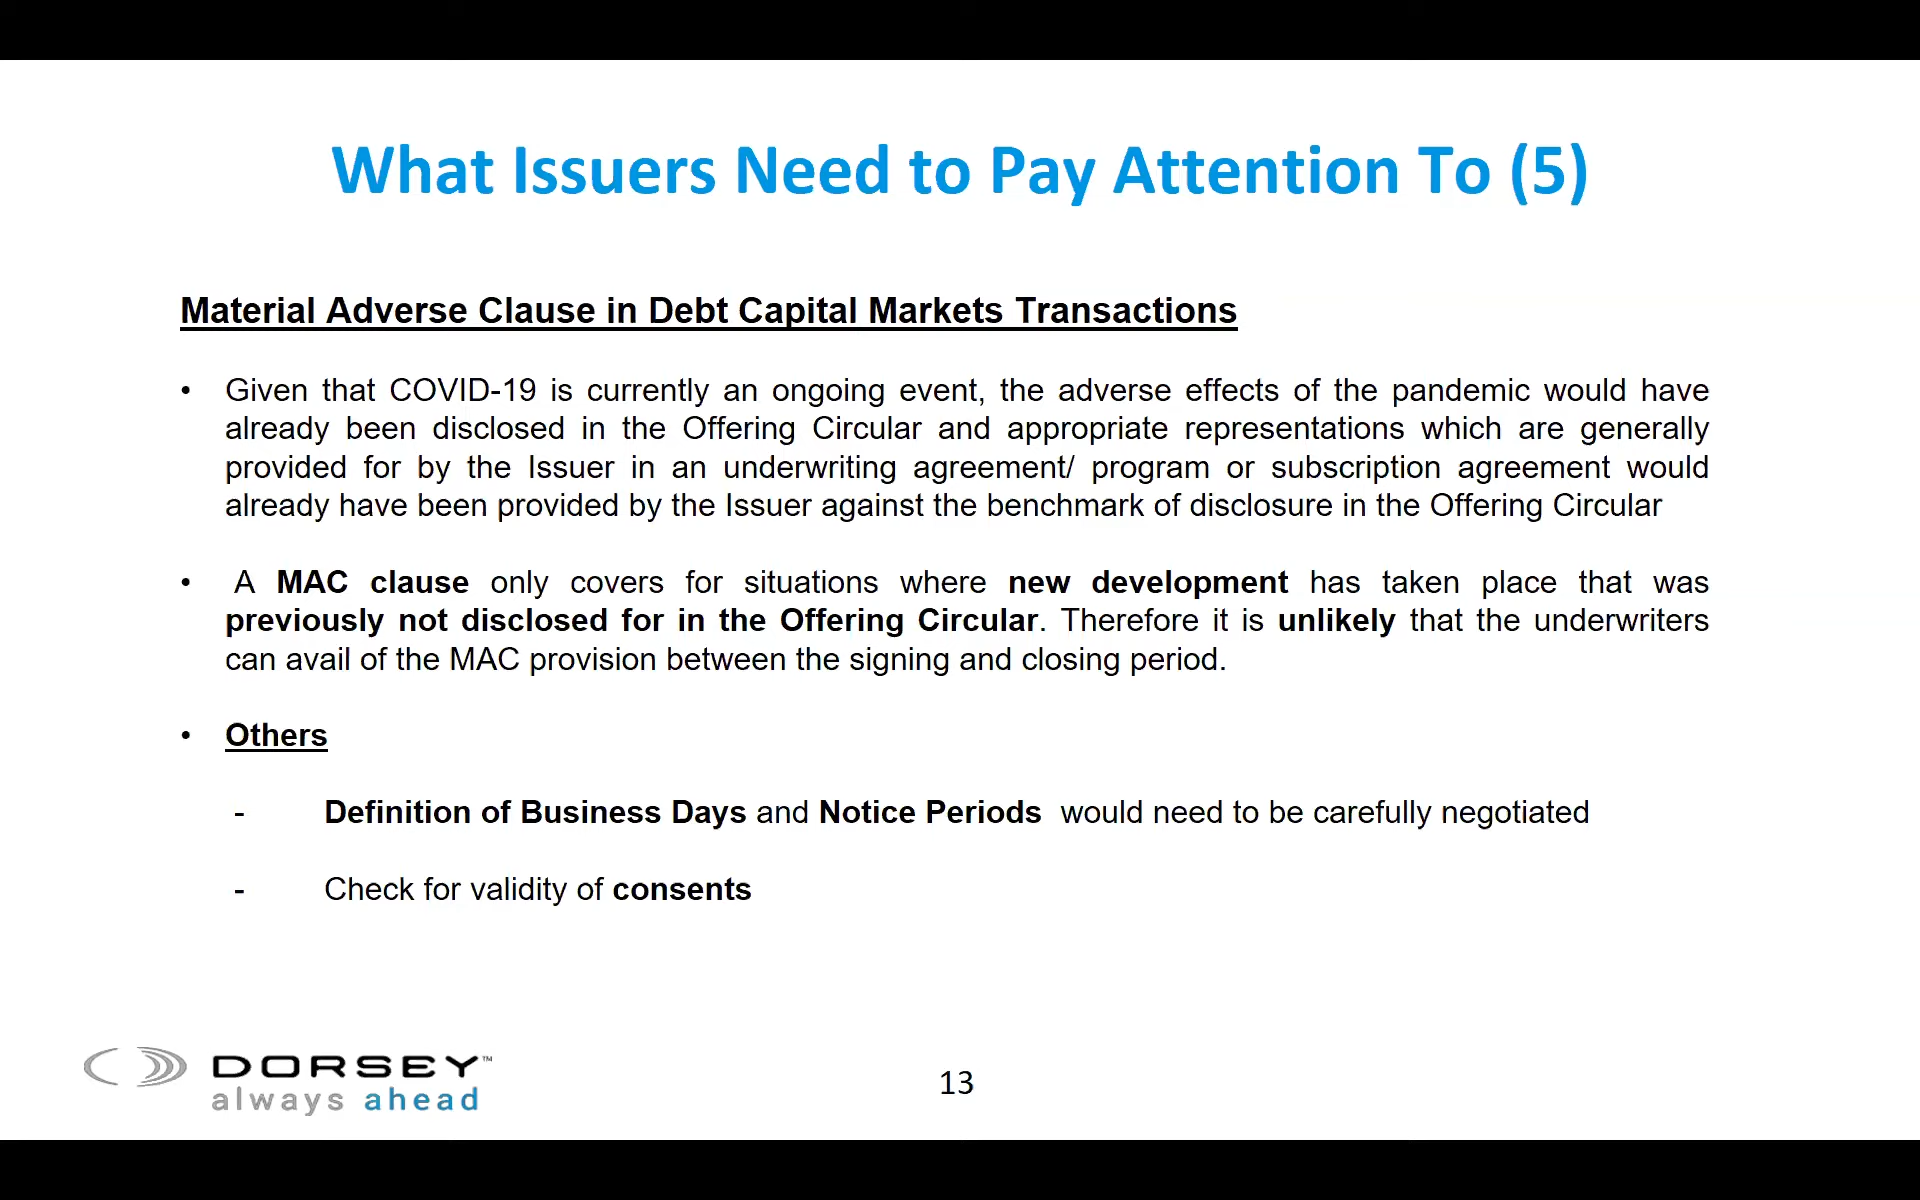 What Issuers Need to Pay Attention To (5)
Material Adverse Clause in Debt Capital Markets Transactions
• Given that COVID-19 is currently an ongoing event, the adverse effects of the pandemic would have
already been disclosed in the Offering Circular and appropriate representations which are generally
provided for by the Issuer in an underwriting agreement/ program or subscription agreement would
already have been provided by the Issuer against the benchmark of disclosure in the Offering Circular
• A MAC clause only covers for situations where new development has taken place that was
previously not disclosed for in the Offering Circular. Therefore it is unlikely that the underwriters
can avail of the MAC provision between the signing and closing period.
• Others
- Definition of Business Days and Notice Periods would need to be carefully negotiated
- Check for validity of consents
DORSEY™
always ahead
13